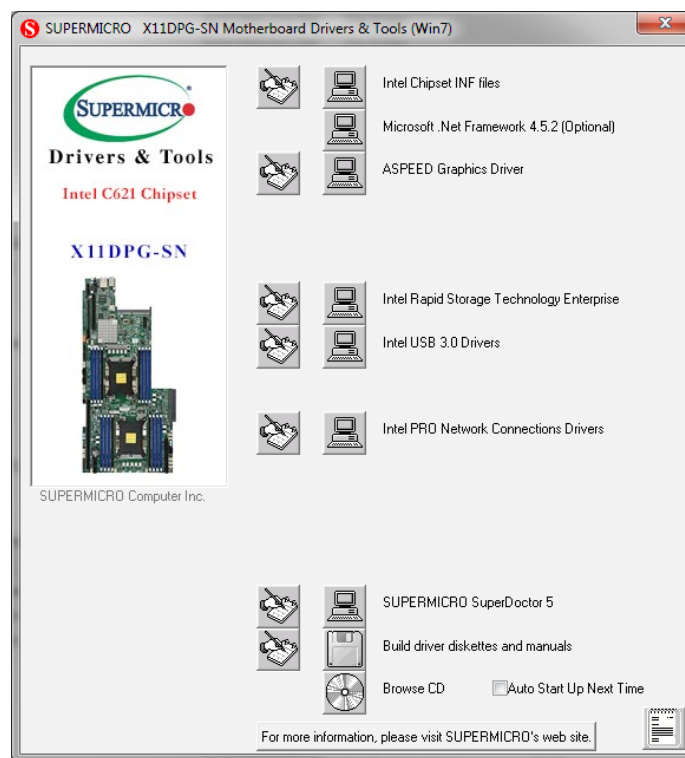 SUPERMICRO X11DPG-SN Motherboard Drivers & Tools (Win7)
SUPERMICR
Drivers & Tools
Intel C621 Chipset
X11DPG-SN
SUPERMICRO Computer Inc.
Intel Chipset INF files
Microsoft .Net Framework 4.5.2 (Optional)
ASPEED Graphics Driver
Intel Rapid Storage Technology Enterprise
Intel USB 3.0 Drivers
Intel PRO Network Connections Drivers
SUPERMICRO SuperDoctor 5
Build driver diskettes and manuals
Browse CD
Auto Start Up Next Time
For more information, please visit SUPERMICRO's web site.